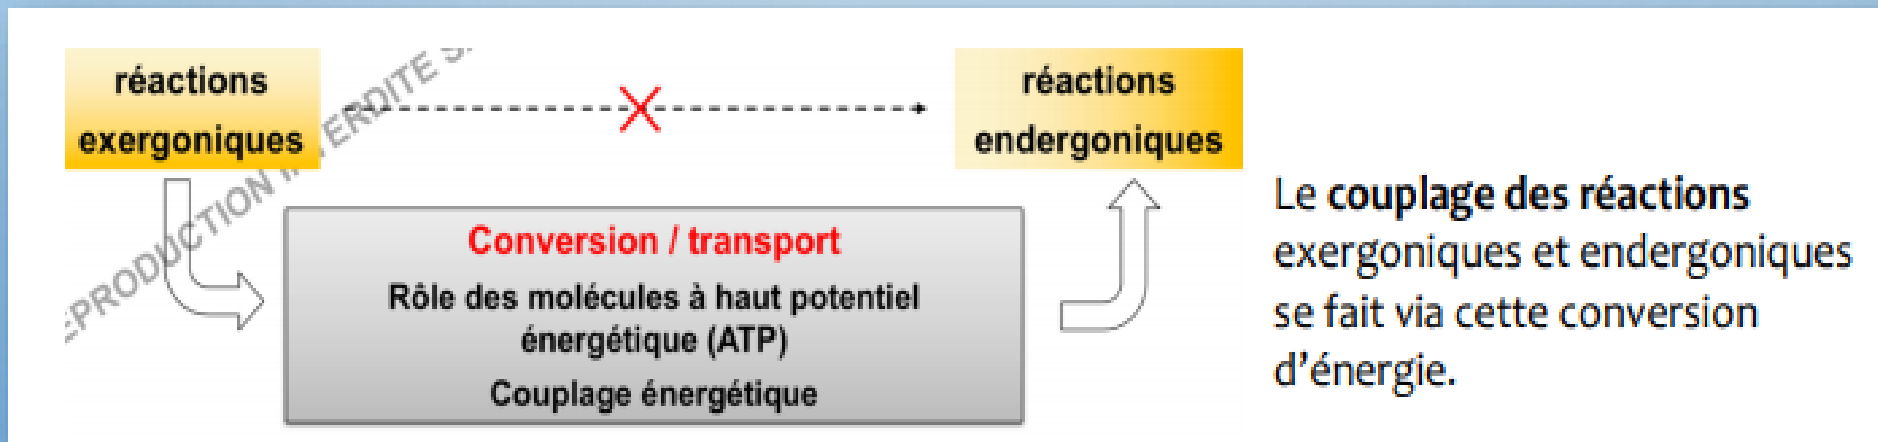 réactions
exergoniques
réactions
endergoniques
Conversion / transport
Rôle des molécules à haut potentiel
énergétique (ATP)
Couplage énergétique
Le couplage des réactions
exergoniques et endergoniques
se fait via cette conversion
d'énergie.